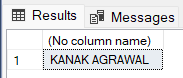 Results Messages
(No column name)
1 KANAK AGRAWAL